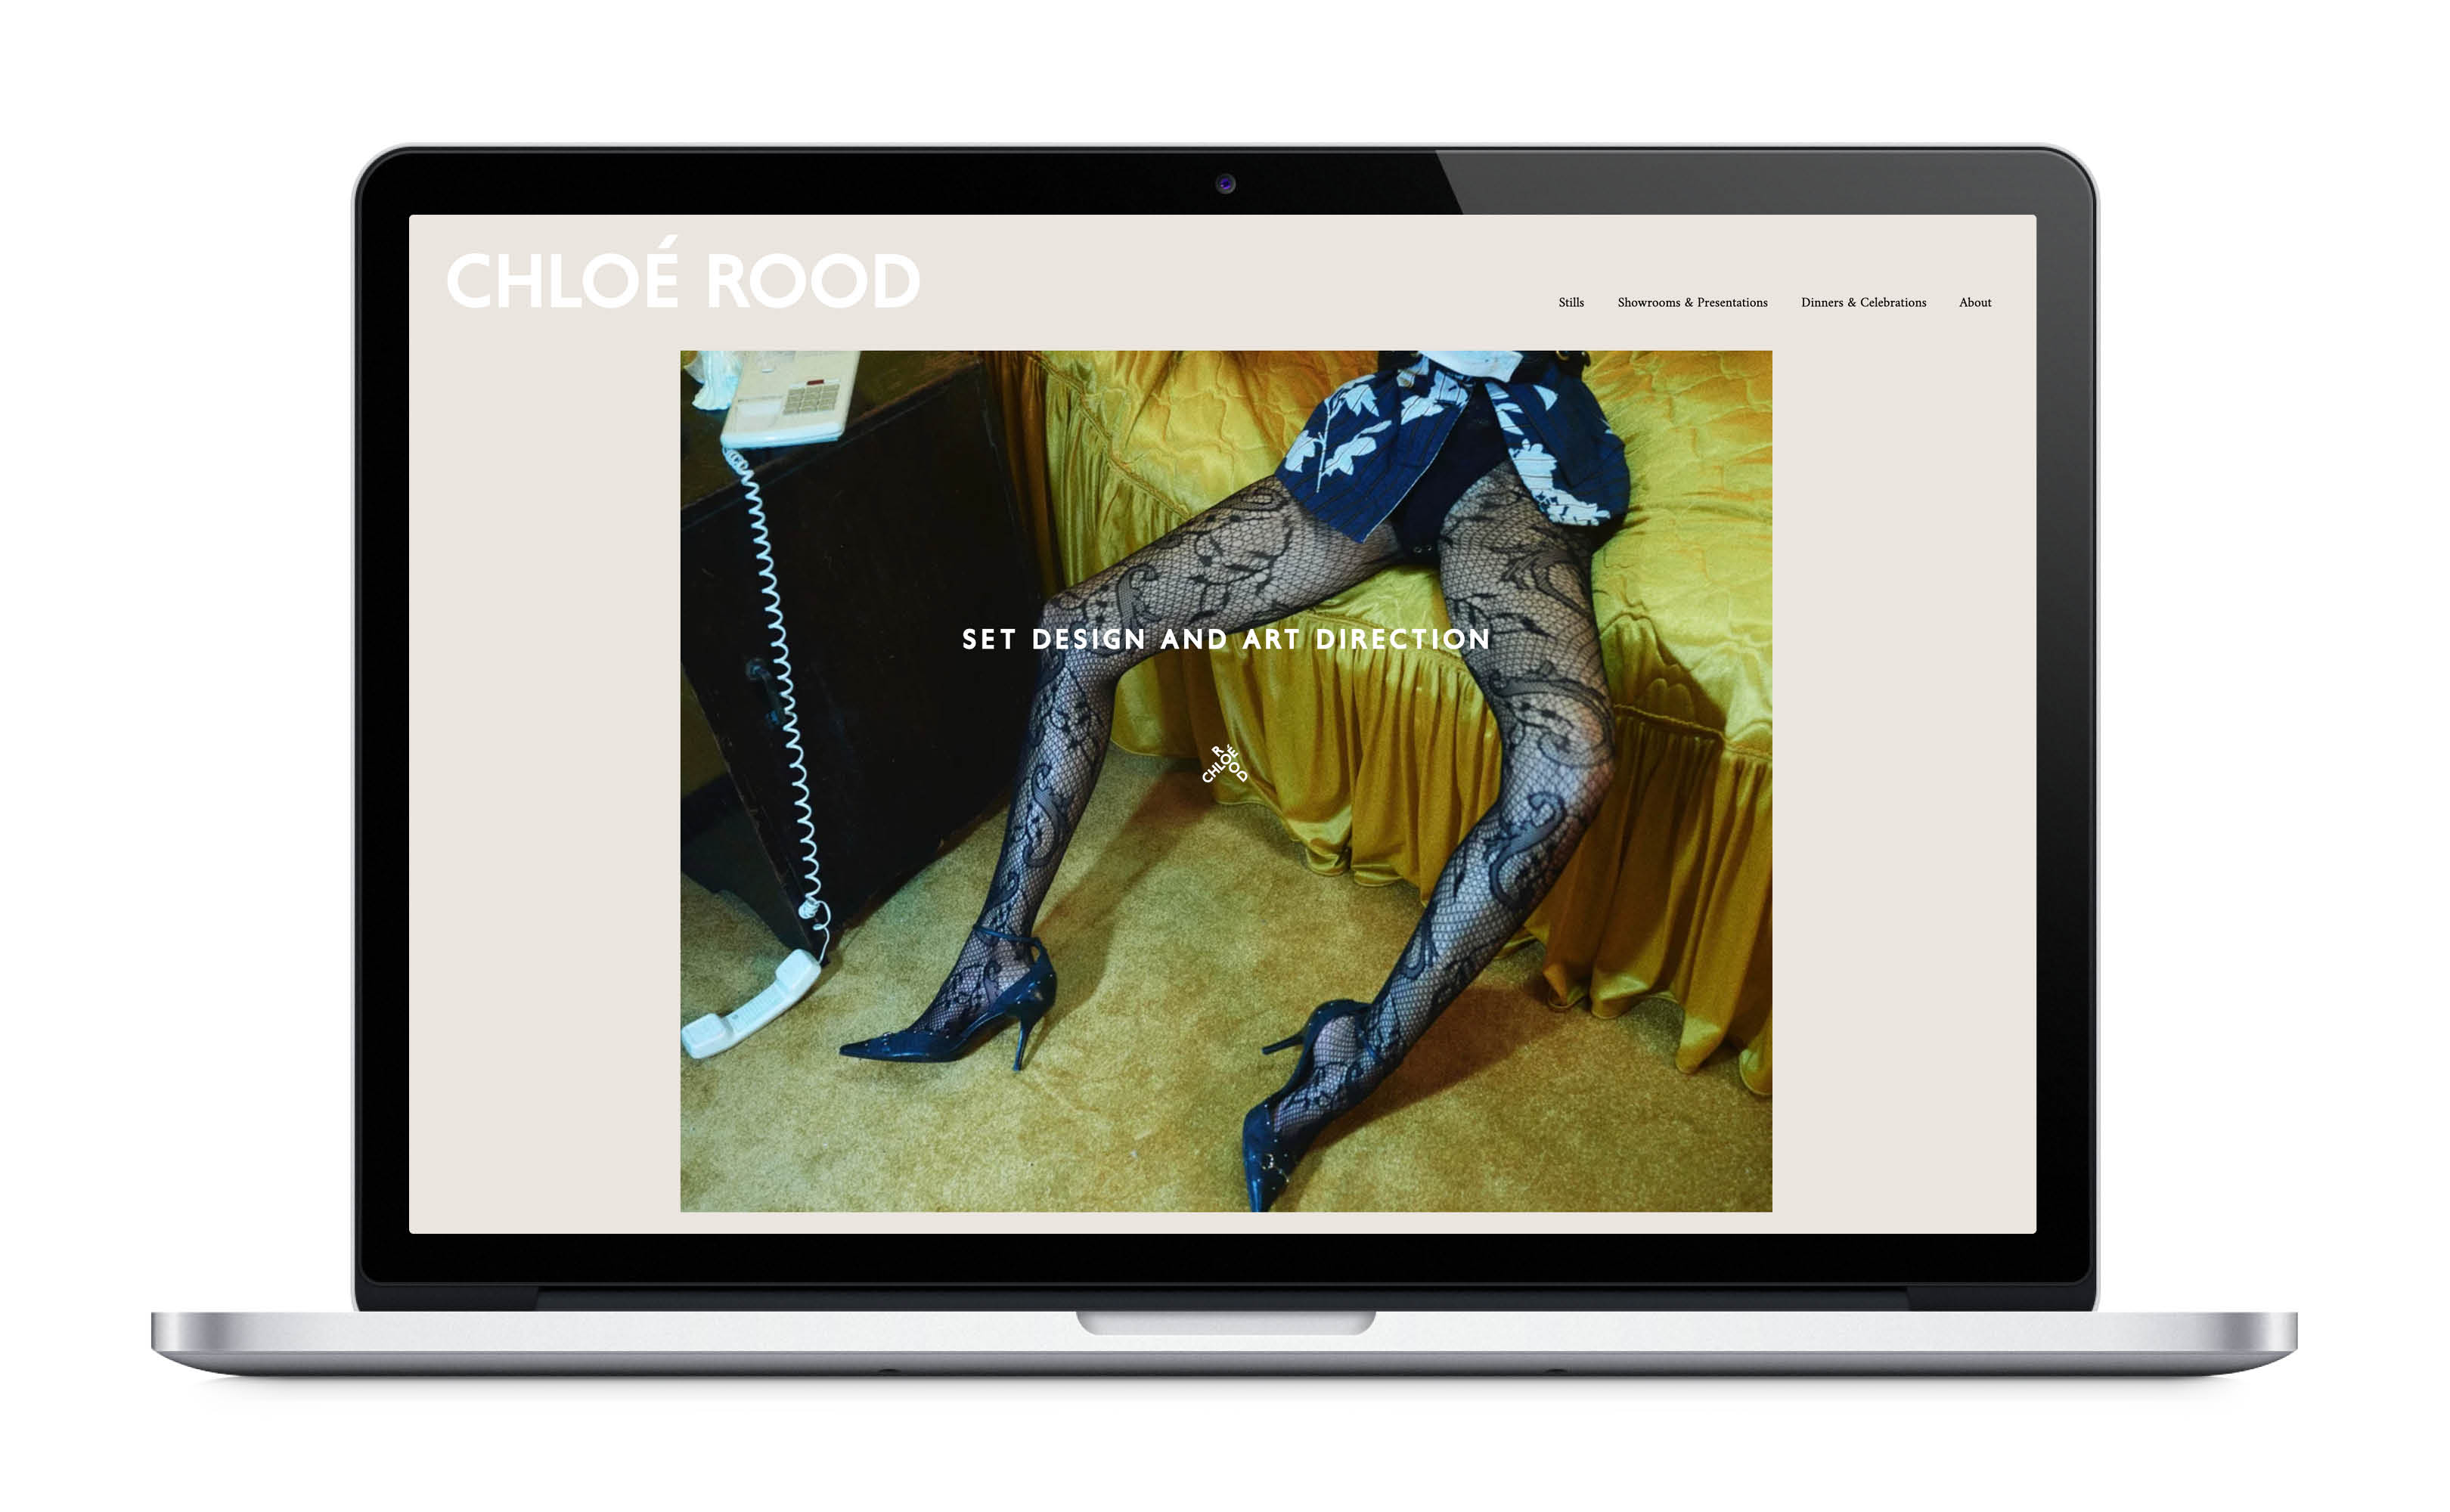 CHLOÉ ROOD
Stills
Showrooms & Presentations
Dinners & Celebrations
About
SET DESIGN AND ART DIRECTION
CHLOÉ
ROOD